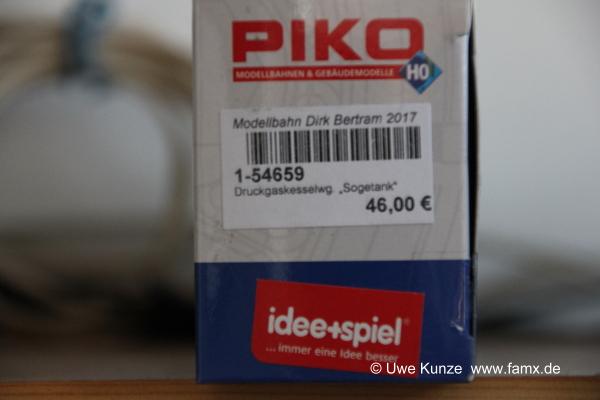 PIKO
MODELLBAHNEN & GEBÄUDEMODELLE
H0
Modellbahn Dirk Bertram 2017
1-54659
Druckgaskesselwg. „Sogetank"
46,00 €
idee+spiel®
... immer eine Idee besser
© Uwe Kunze www.famx.de